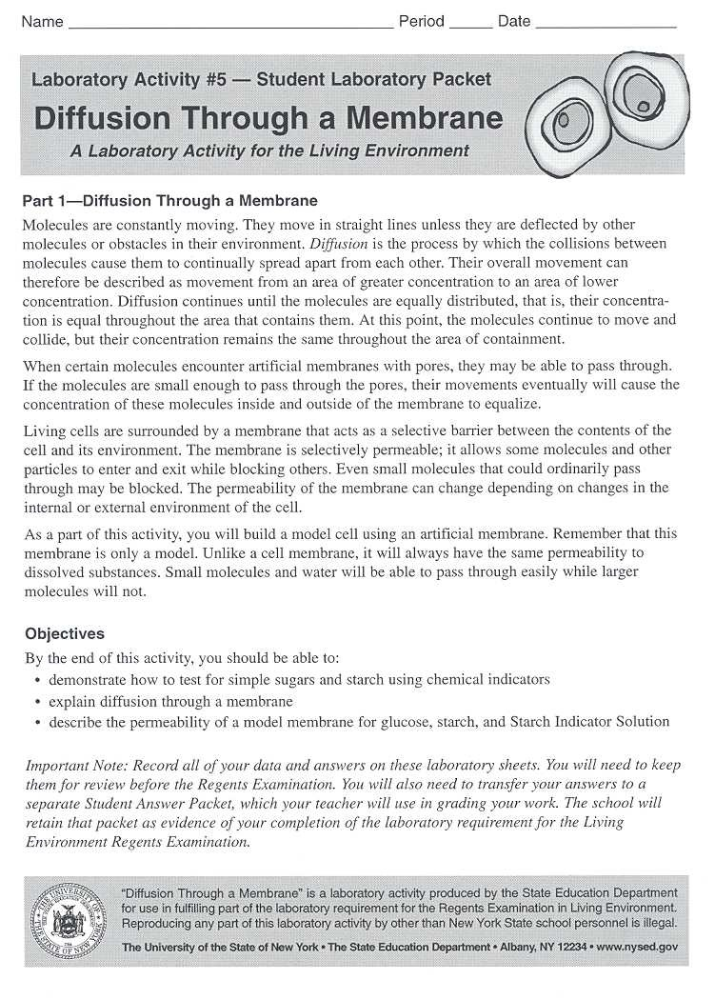 Name ______ Period ______ Date ______
Laboratory Activity #5 — Student Laboratory Packet
Diffusion Through a Membrane
A Laboratory Activity for the Living Environment
Part 1—Diffusion Through a Membrane
Molecules are constantly moving. They move in straight lines unless they are deflected by other
molecules or obstacles in their environment. Diffusion is the process by which the collisions between
molecules cause them to continually spread apart from each other. Their overall movement can
therefore be described as movement from an area of greater concentration to an area of lower
concentration. Diffusion continues until the molecules are equally distributed, that is, their concentra-
tion is equal throughout the area that contains them. At this point, the molecules continue to move and
collide, but their concentration remains the same throughout the area of containment.
When certain molecules encounter artificial membranes with pores, they may be able to pass through.
If the molecules are small enough to pass through the pores, their movements eventually will cause the
concentration of these molecules inside and outside of the membrane to equalize.
Living cells are surrounded by a membrane that acts as a selective barrier between the contents of the
cell and its environment. The membrane is selectively permeable; it allows some molecules and other
particles to enter and exit while blocking others. Even small molecules that could ordinarily pass
through may be blocked. The permeability of the membrane can change depending on changes in the
internal or external environment of the cell.
As a part of this activity, you will build a model cell using an artificial membrane. Remember that this
membrane is only a model. Unlike a cell membrane, it will always have the same permeability to
dissolved substances. Small molecules and water will be able to pass through easily while larger
molecules will not.
Objectives
By the end of this activity, you should be able to:
• demonstrate how to test for simple sugars and starch using chemical indicators
• explain diffusion through a membrane
• describe the permeability of a model membrane for glucose, starch, and Starch Indicator Solution
Important Note: Record all of your data and answers on these laboratory sheets. You will need to keep
them for review before the Regents Examination. You will also need to transfer your answers to a
separate Student Answer Packet, which your teacher will use in grading your work. The school will
retain that packet as evidence of your completion of the laboratory requirement for the Living
Environment Regents Examination.
"Diffusion Through a Membrane" is a laboratory activity produced by the State Education Department
for use in fulfilling part of the laboratory requirement for the Regents Examination in Living Environment.
Reproducing any part of this laboratory activity by other than New York State school personnel is illegal.
The University of the State of New York • The State Education Department • Albany, NY 12234 • www.nysed.gov